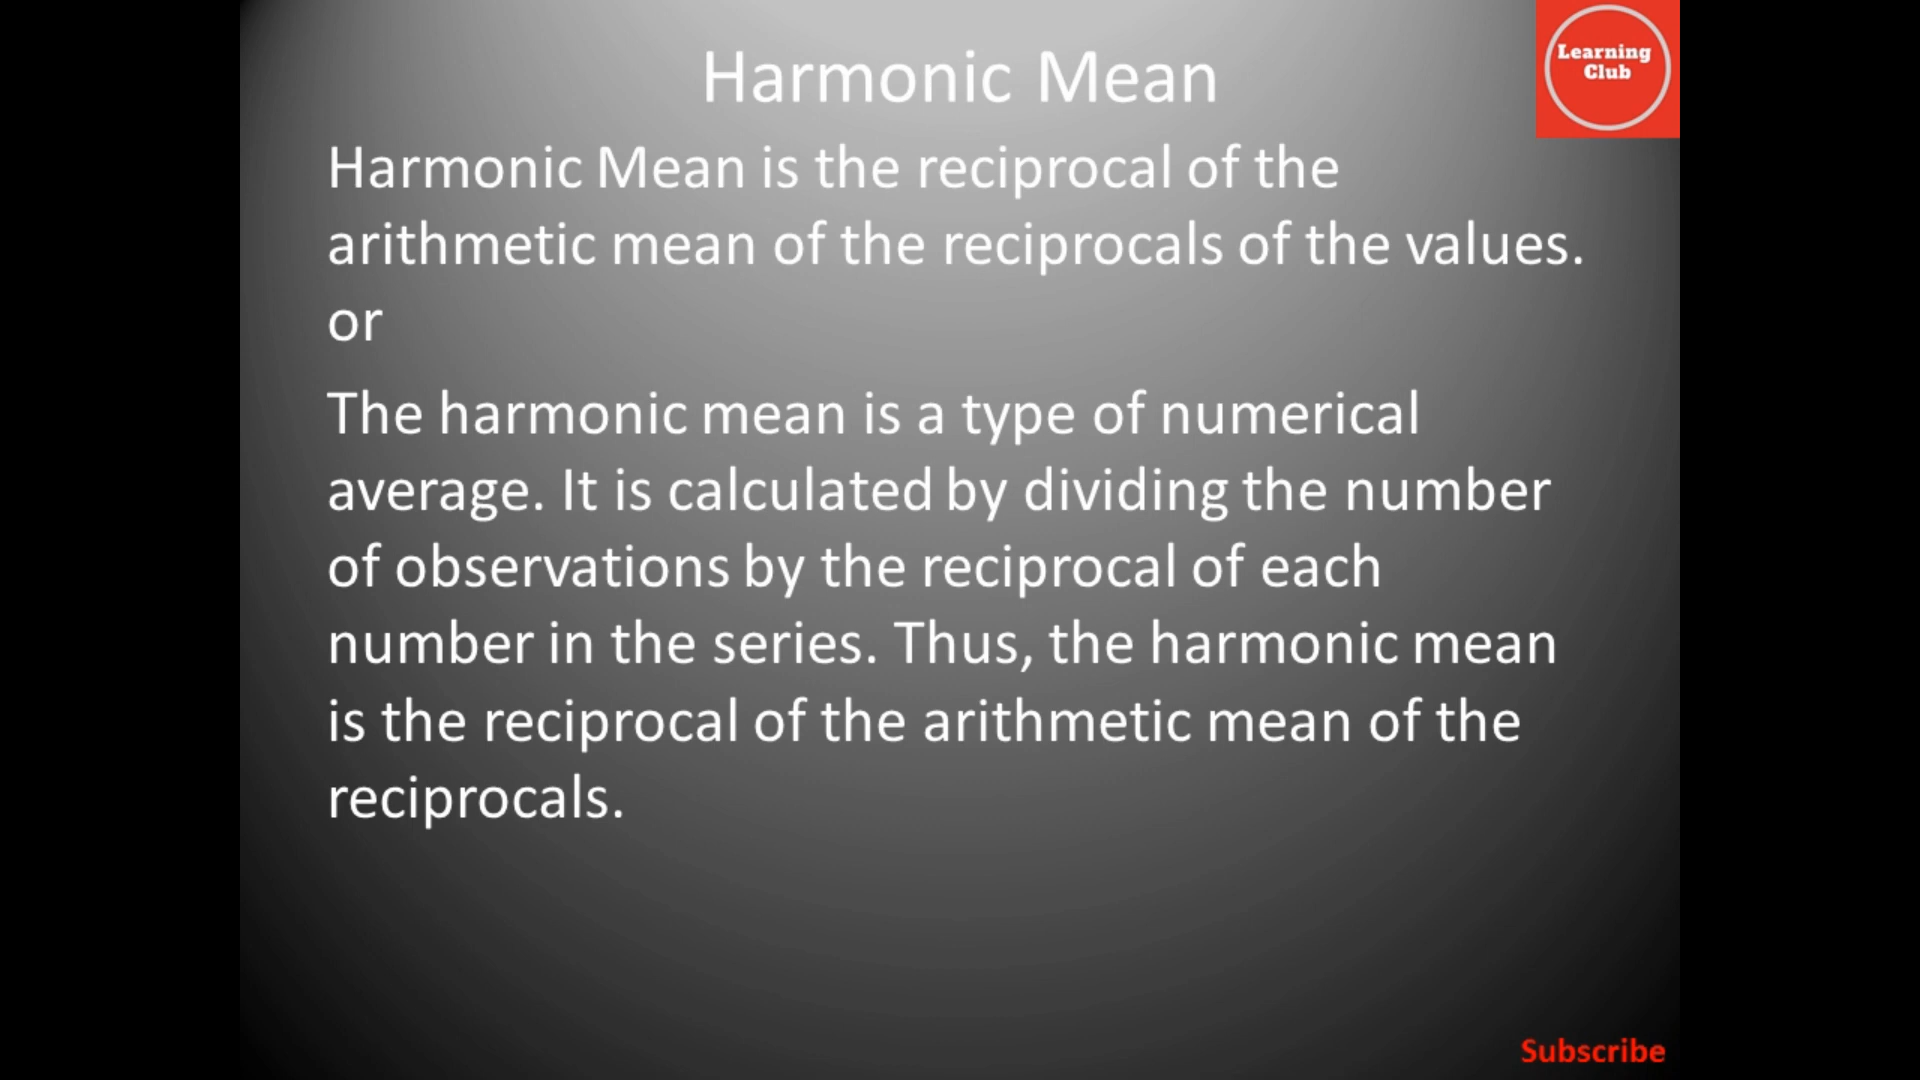 Harmonic Mean
Learning
Club
Harmonic Mean is the reciprocal of the
arithmetic mean of the reciprocals of the values.
or
The harmonic mean is a type of numerical
average. It is calculated by dividing the number
of observations by the reciprocal of each
number in the series. Thus, the harmonic mean
is the reciprocal of the arithmetic mean of the
reciprocals.
Subscribe